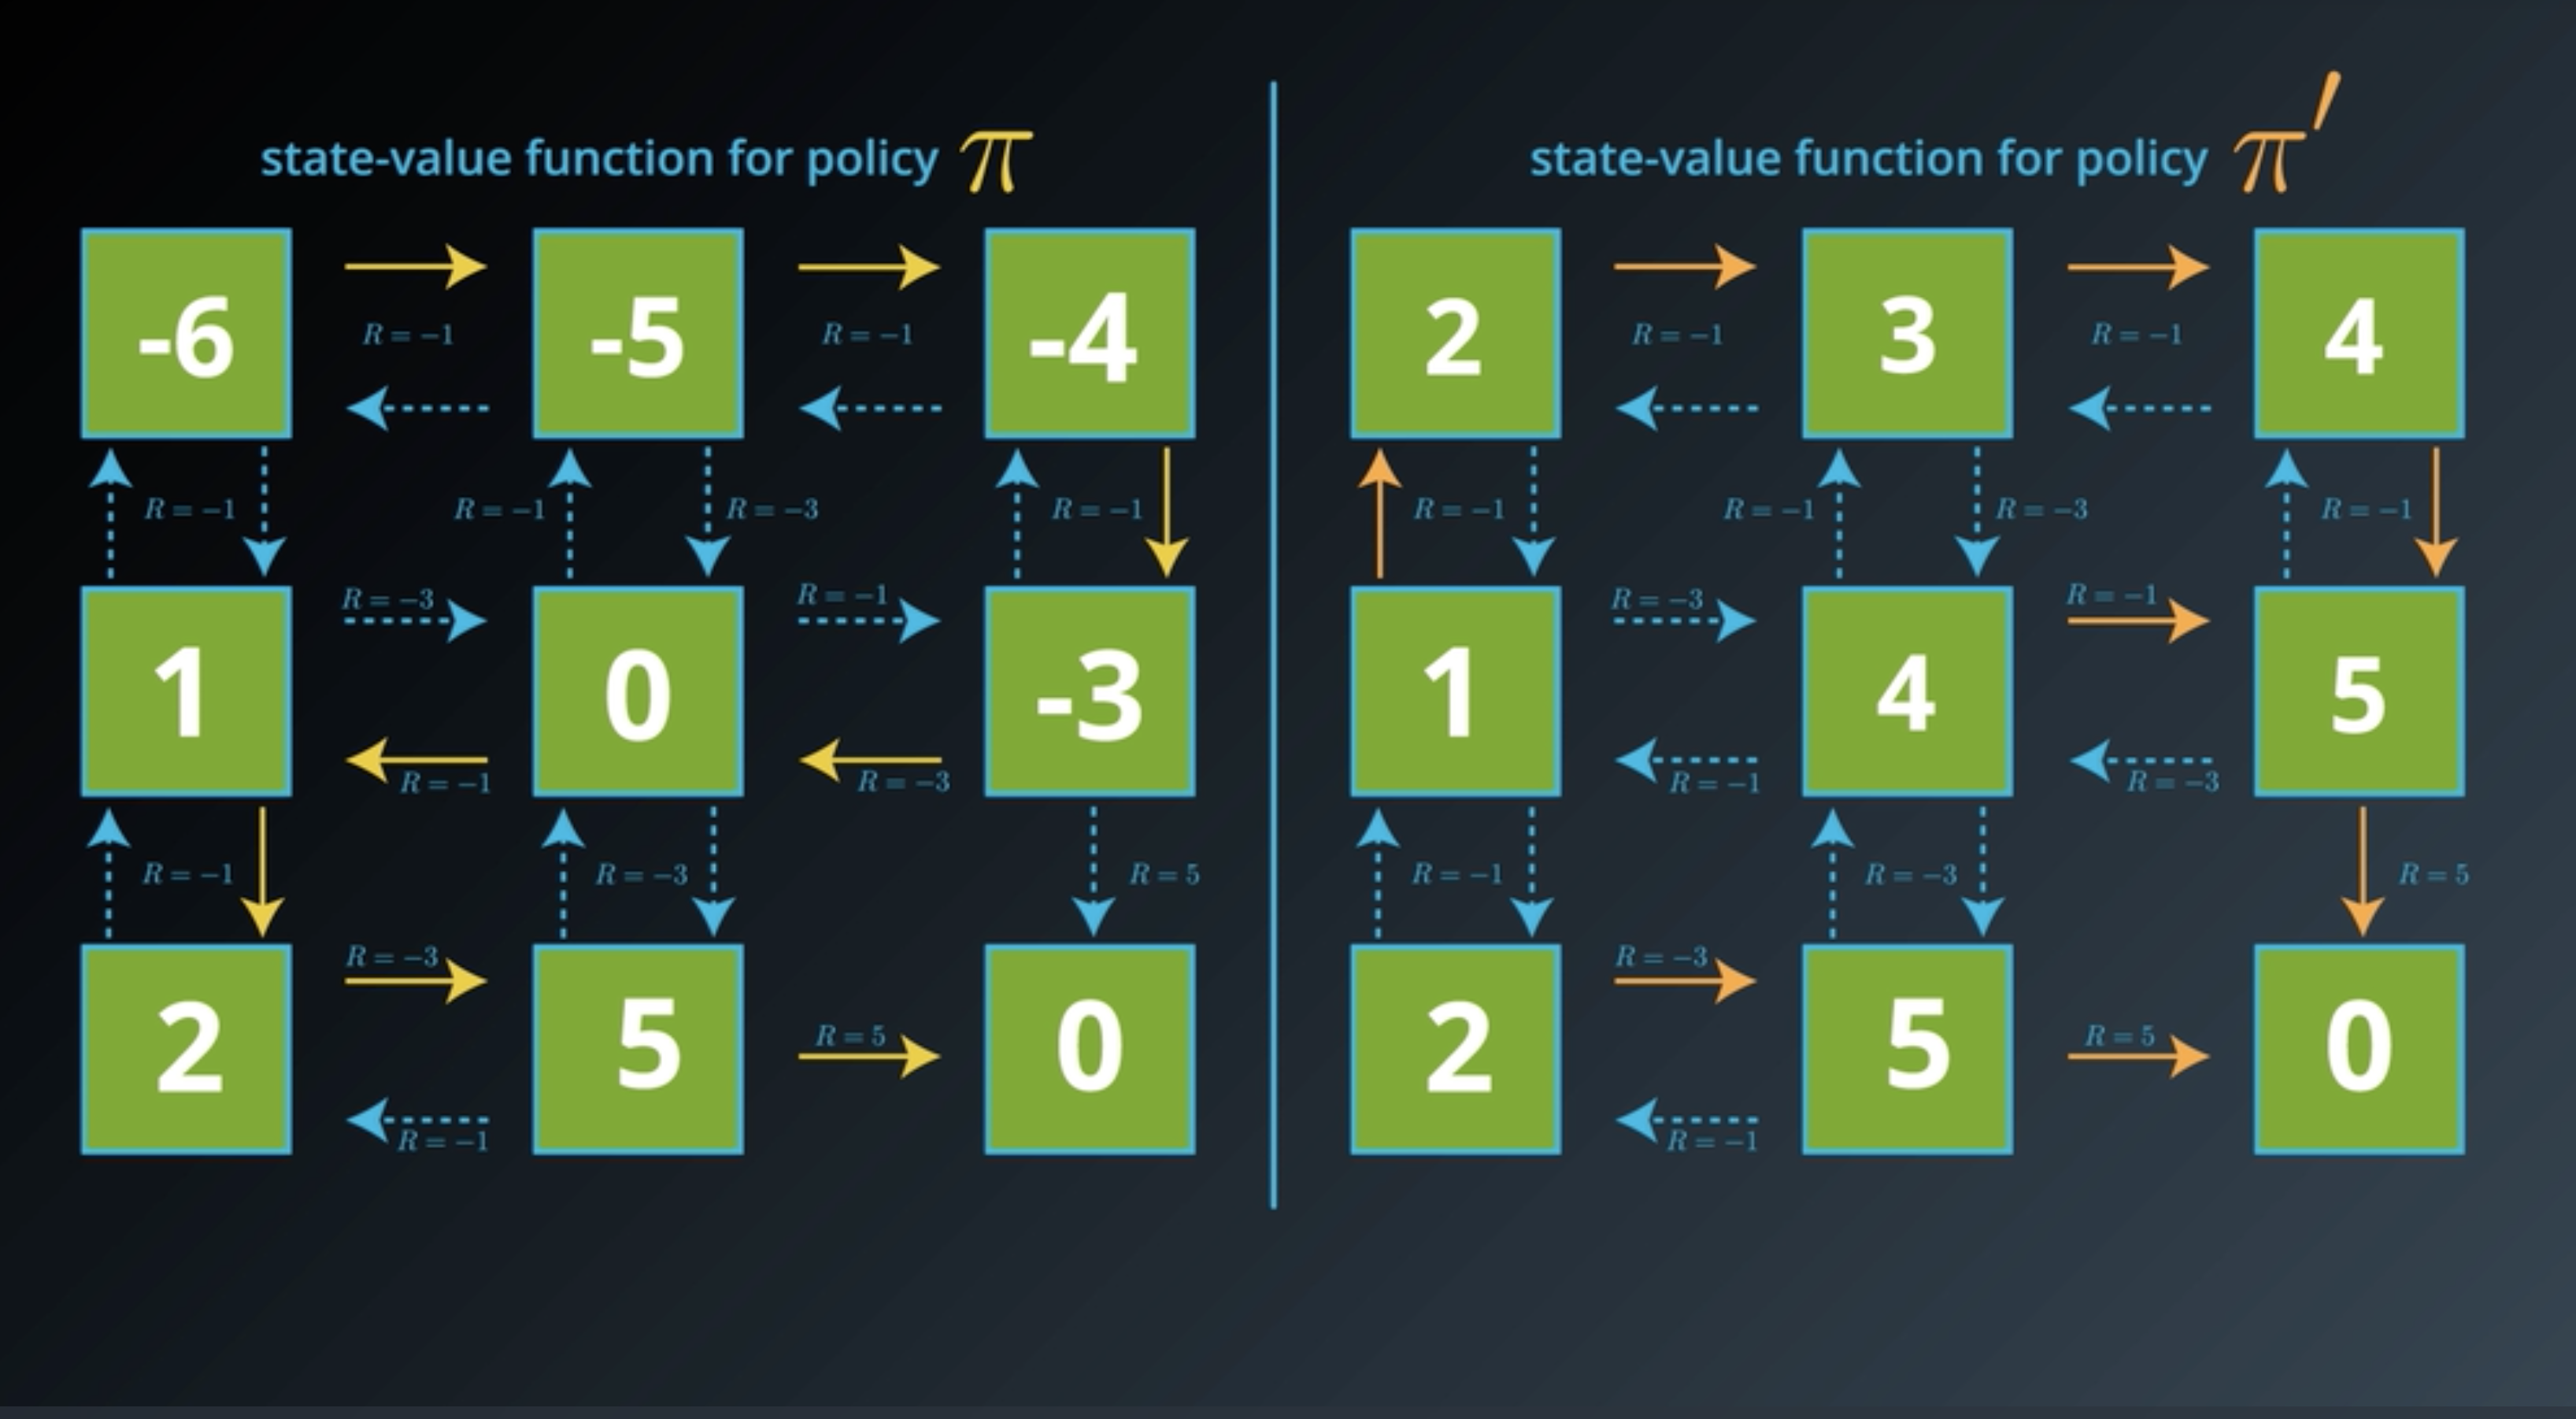 state-value function for policy π
-6 R = −1 -5 R = −1 -4
R = −1 R = −1 R = −3 R = −1
R = −3 R = −1
1 0 -3
R = −1 R = −3
R = −1 R = −3 R = 5
R = −3
2 5 R = 5 0
R = −1
state-value function for policy π′
2 R = −1 3 R = −1 4
R = −1 R = −1 R = −3 R = −1
R = −3 R = −1
1 4 5
R = −1 R = −3
R = −1 R = −3 R = 5
R = −3
2 5 R = 5 0
R = −1